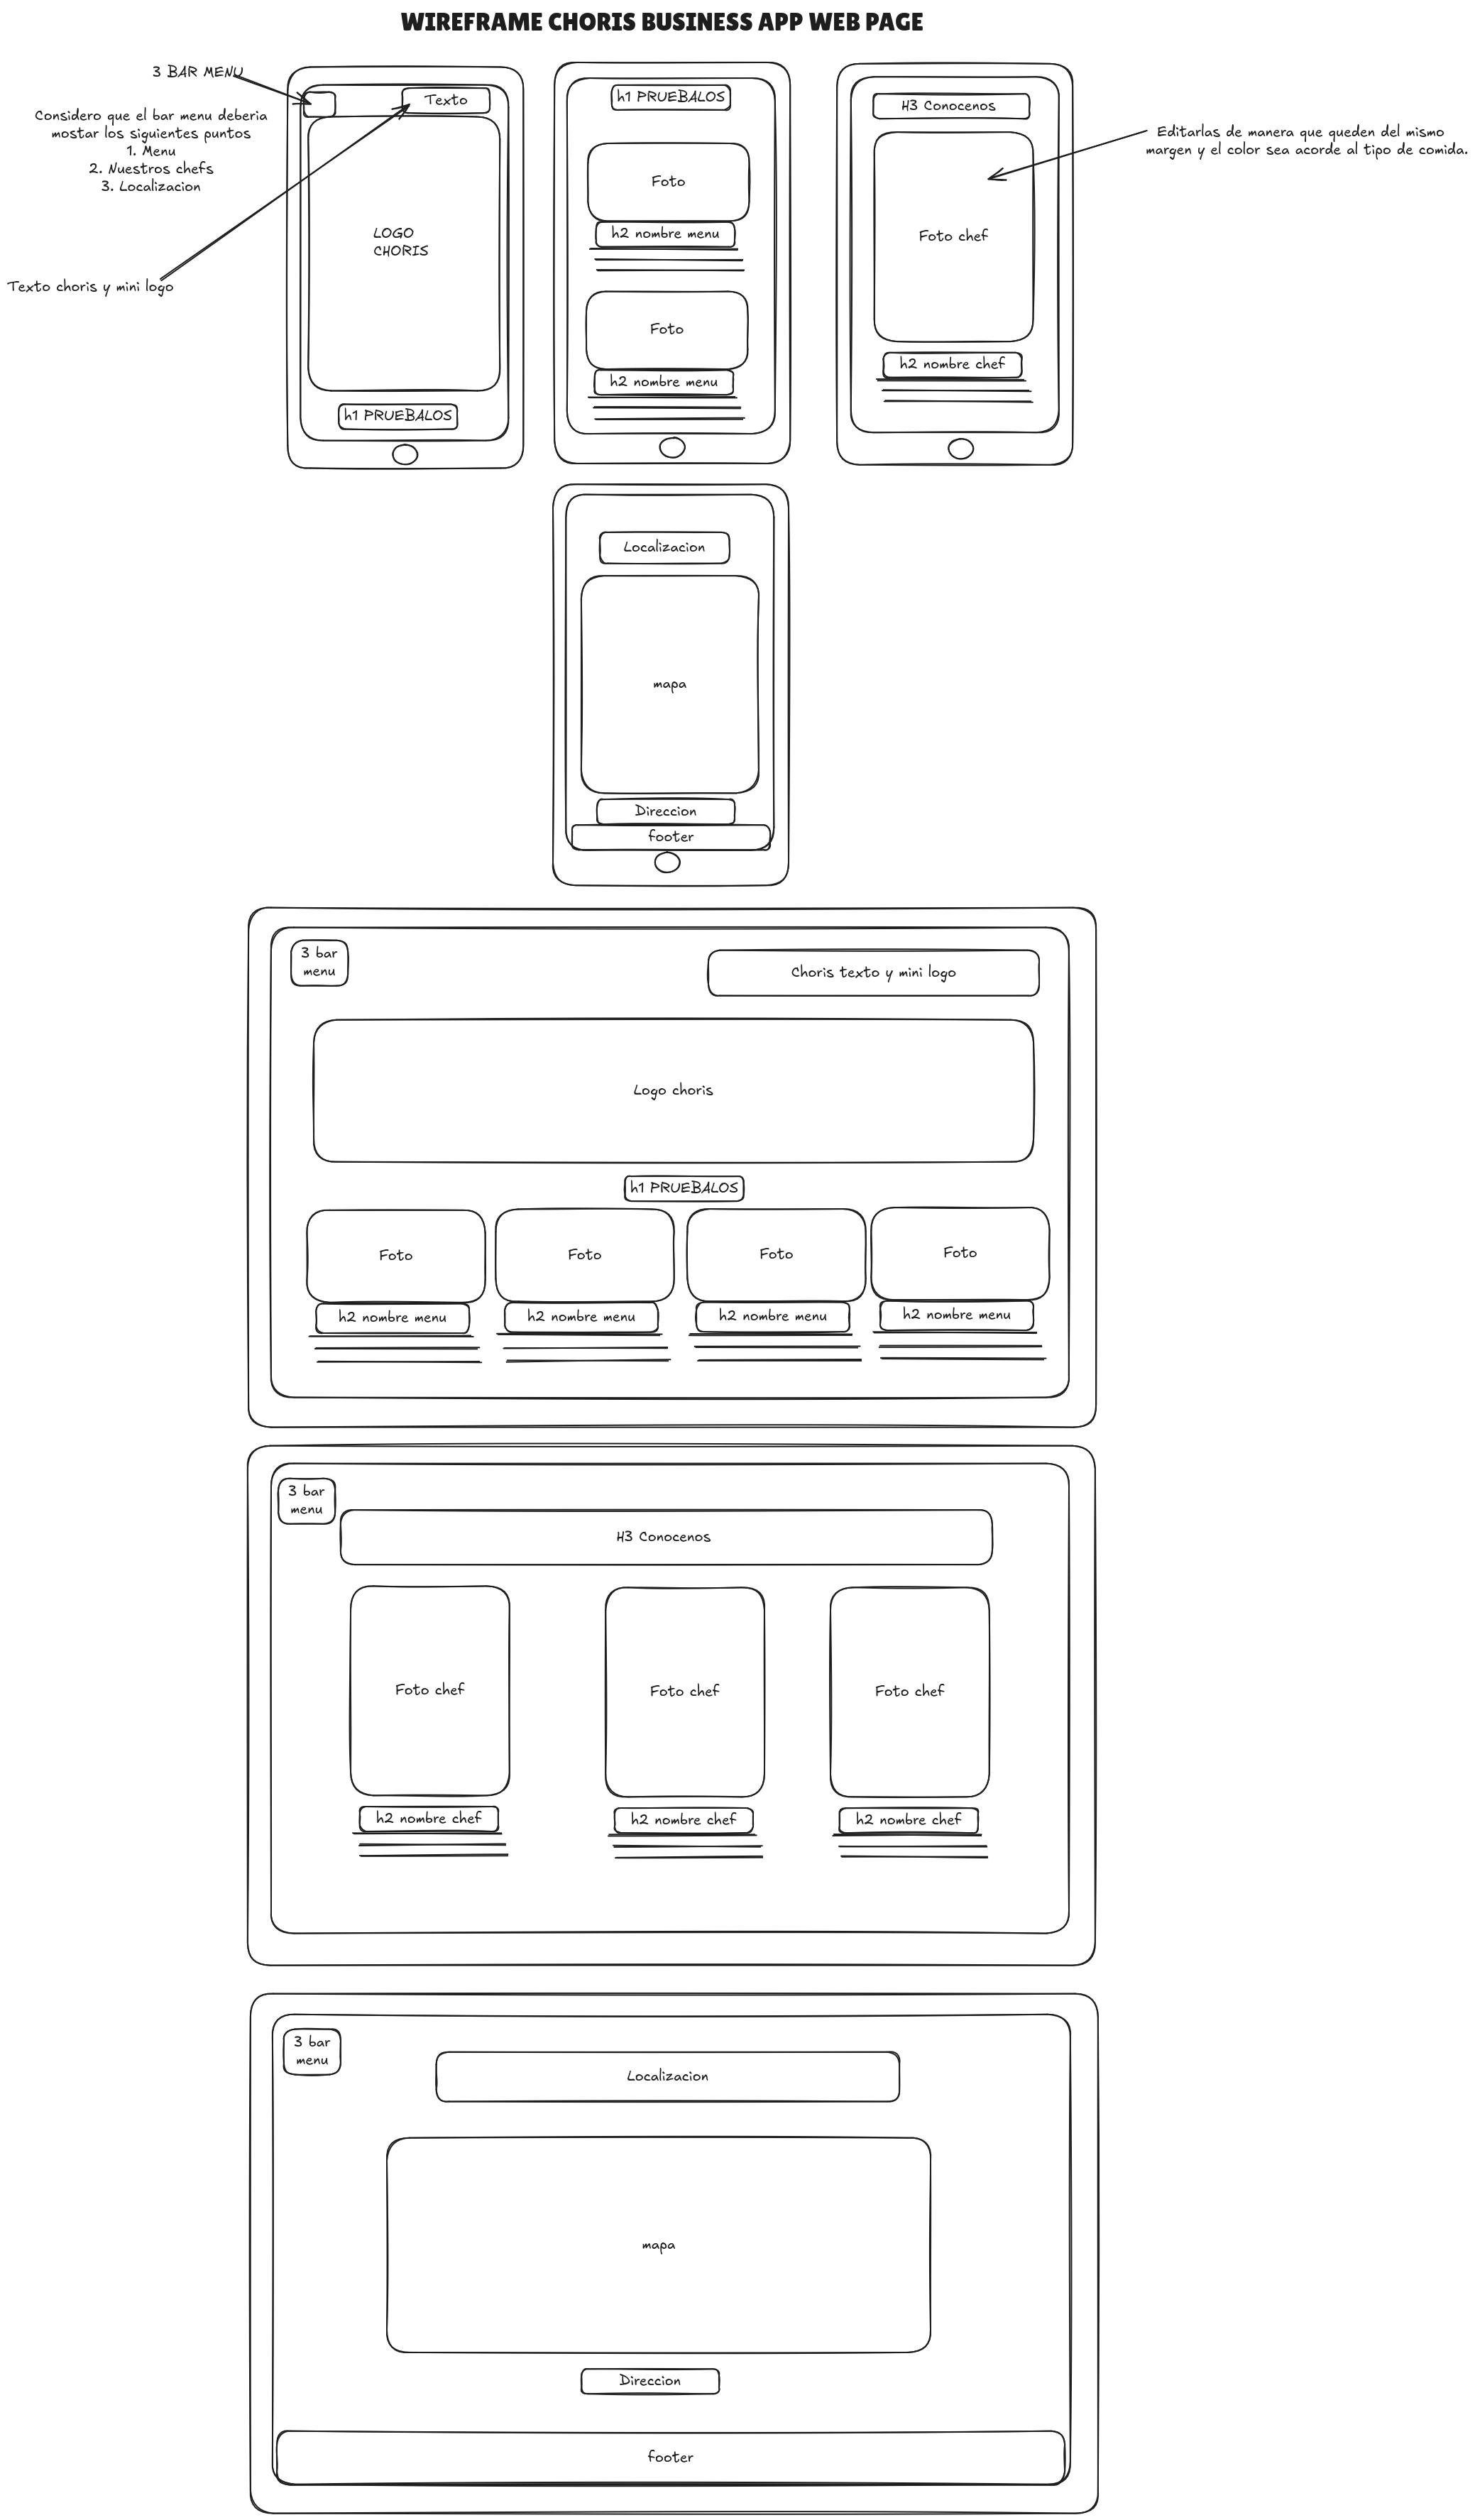 WIREFRAME CHORIS BUSINESS APP WEB PAGE
3 BAR MENU
Considero que el bar menu deberia
mostar los siguientes puntos
1. Menu
2. Nuestros chefs
3. Localizacion
Texto choris y mini logo
Texto
LOGO
CHORIS
h1 PRUEBALOS
h1 PRUEBALOS
Foto
h2 nombre menu
Foto
h2 nombre menu
H3 Conocenos
Foto chef
h2 nombre chef
Editarlas de manera que queden del mismo
margen y el color sea acorde al tipo de comida.
Localizacion
mapa
Direccion
footer
3 bar
menu
Choris texto y mini logo
Logo choris
h1 PRUEBALOS
Foto
Foto
Foto
Foto
h2 nombre menu
h2 nombre menu
h2 nombre menu
h2 nombre menu
3 bar
menu
H3 Conocenos
Foto chef
Foto chef
Foto chef
h2 nombre chef
h2 nombre chef
h2 nombre chef
3 bar
menu
Localizacion
mapa
Direccion
footer